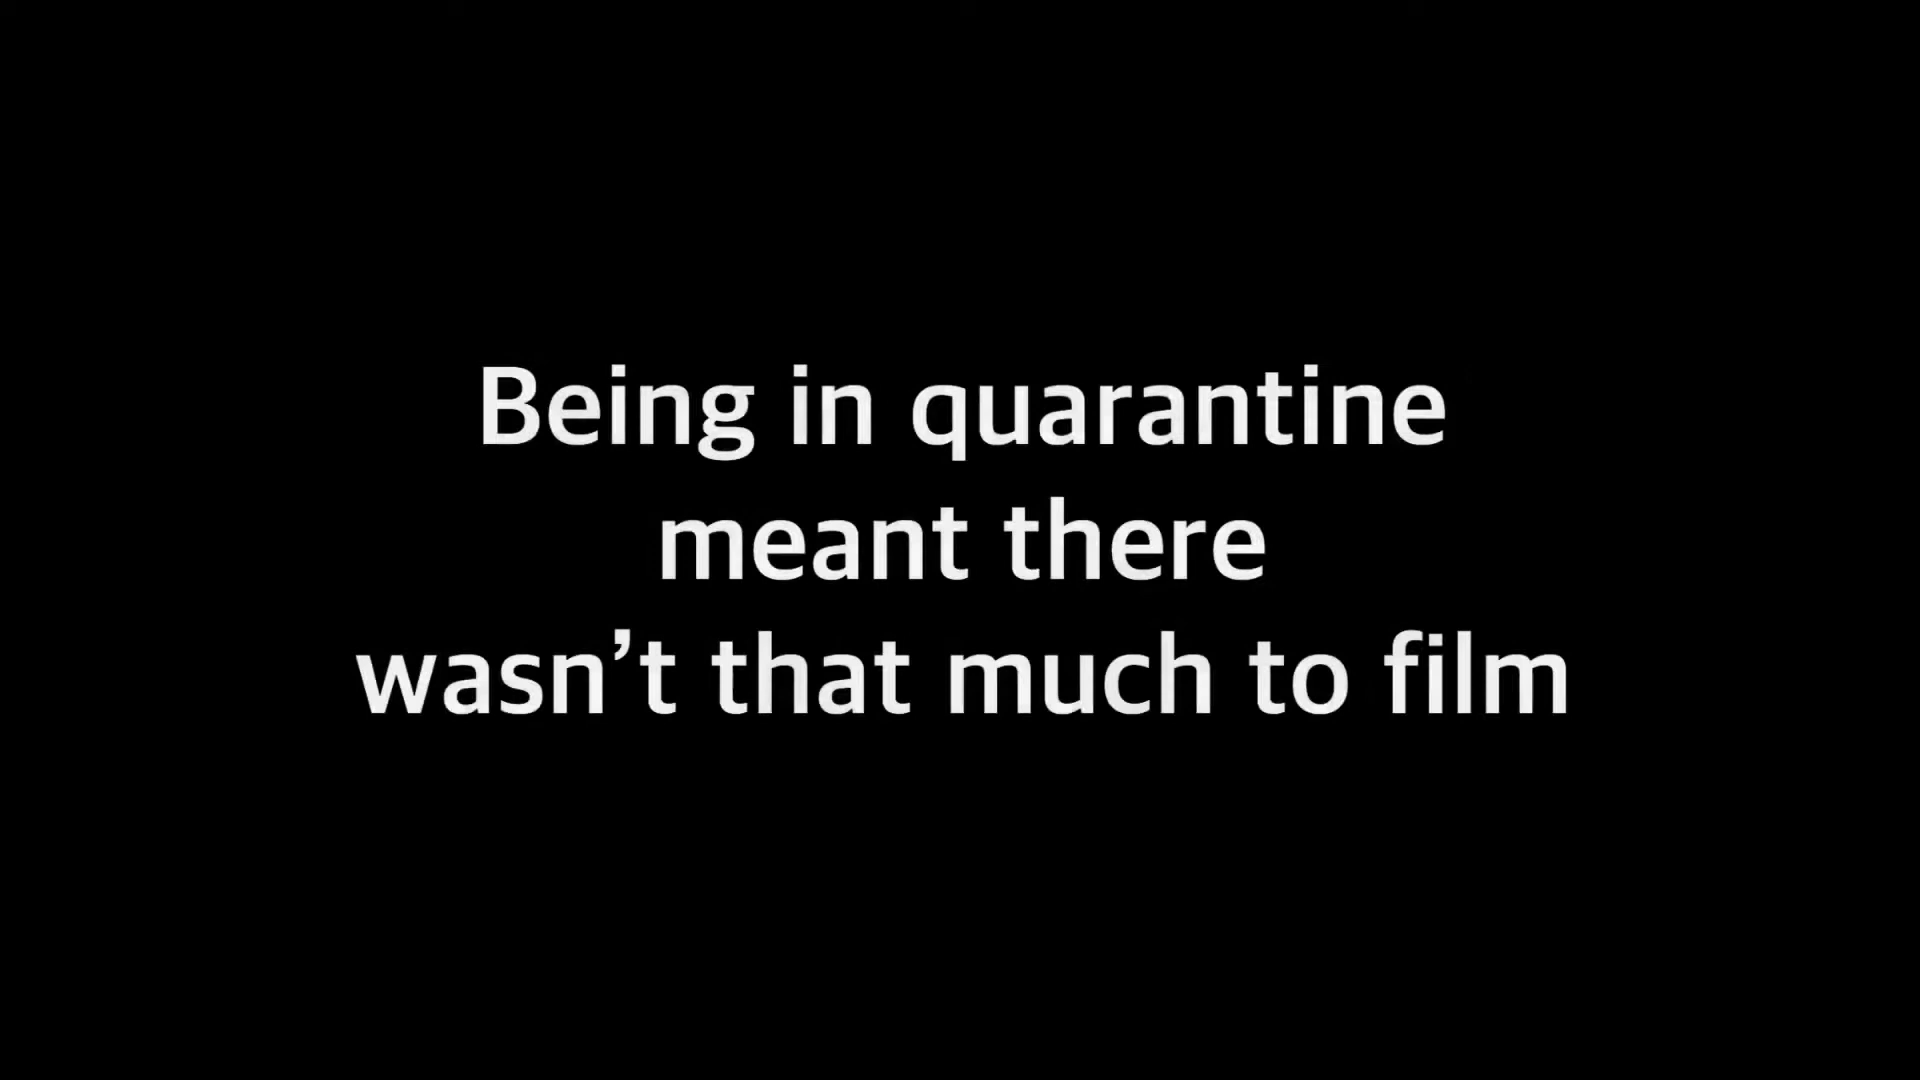 Being in quarantine
meant there
wasn’t that much to film